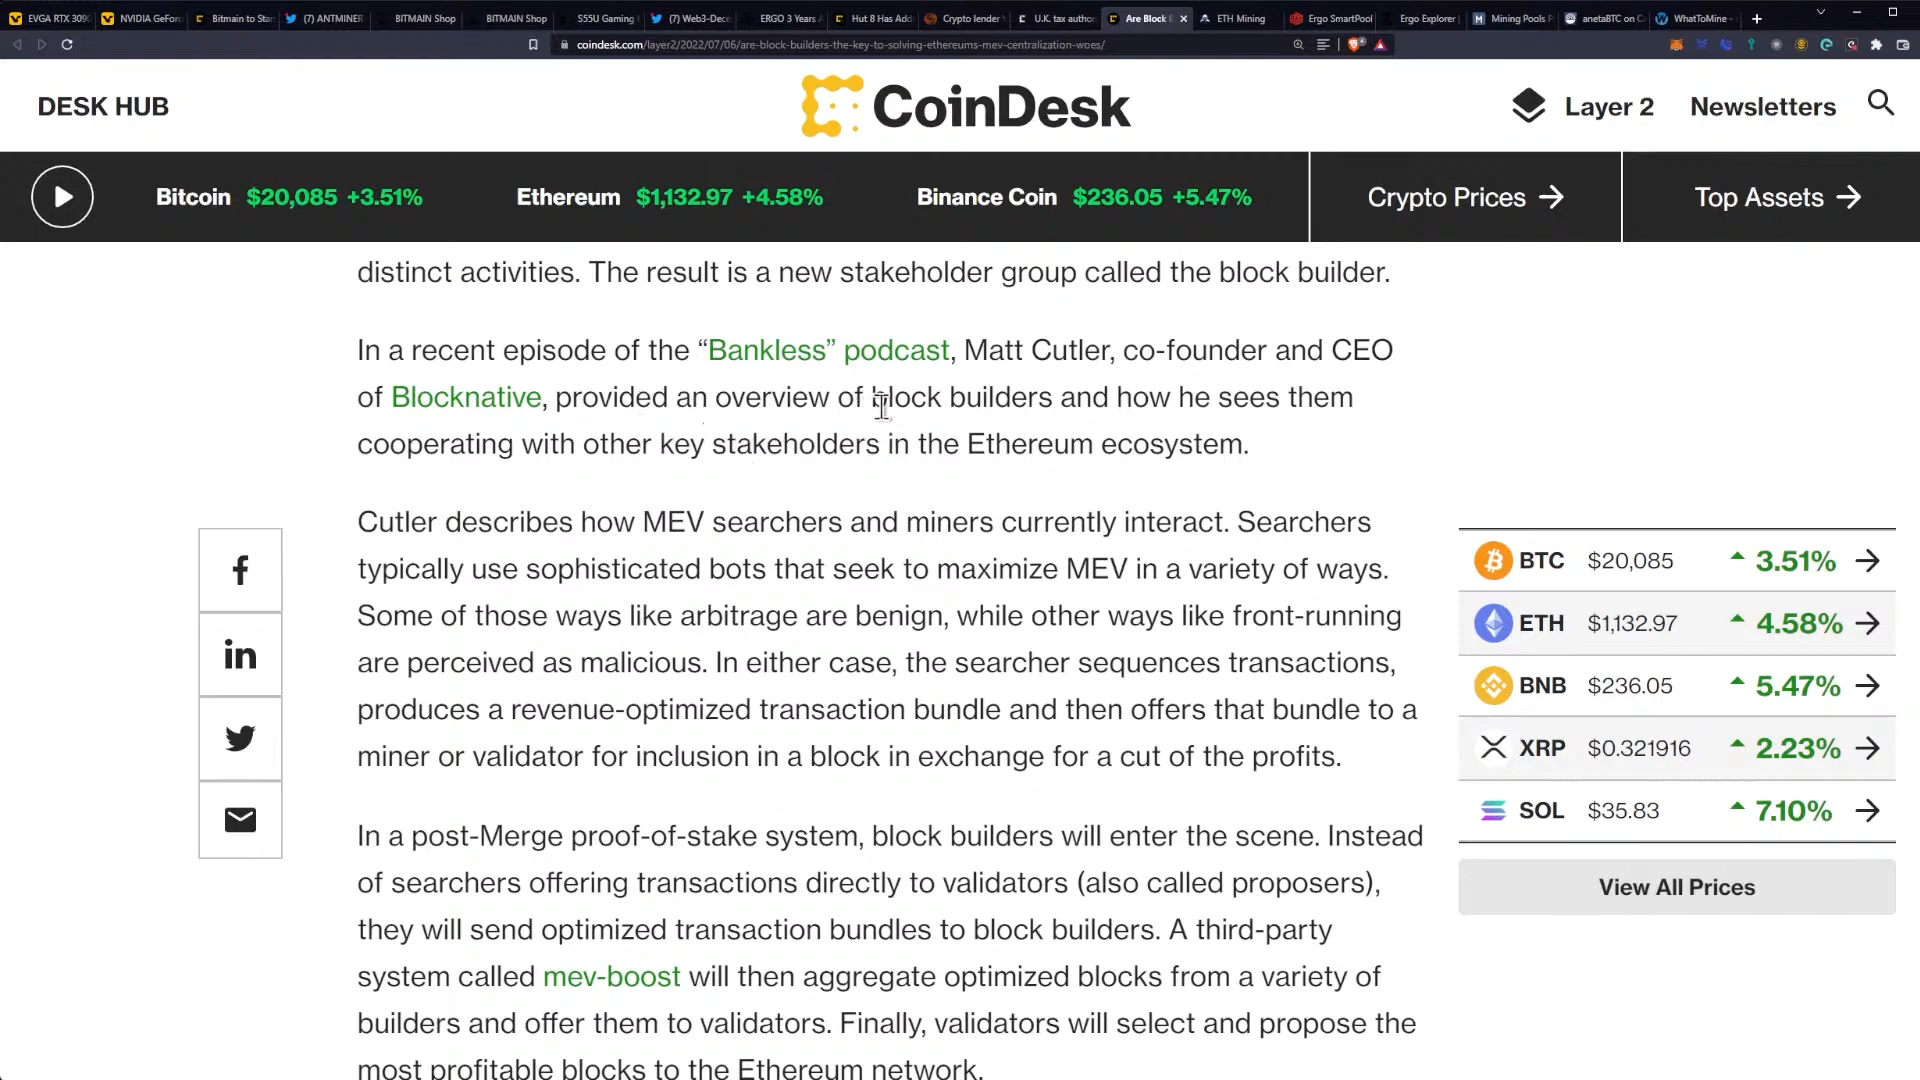 EVGA RTX 3090
NVIDIA GeForc
Bitmain to Star
(7) ANTMINER
BITMAIN Shop
BITMAIN Shop
S55U Gaming
(7) Web3-Dece
ERGO 3 Years
Hut 8 Has Add
Crypto lender
U.K. tax author
Are Block
ETH Mining
Ergo SmartPool
Ergo Explorer
Mining Pools
anetaBTC on C
WhatToMine -
coindesk.com/layer2/2022/07/06/are-block-builders-the-key-to-solving-ethereums-mev-centralization-woes/
DESK HUB
CoinDesk
Layer 2
Newsletters
Bitcoin $20,085 +3.51%
Ethereum $1,132.97 +4.58%
Binance Coin $236.05 +5.47%
Crypto Prices
Top Assets
distinct activities. The result is a new stakeholder group called the block builder.
In a recent episode of the “Bankless” podcast, Matt Cutler, co-founder and CEO
of Blocknative, provided an overview of block builders and how he sees them
cooperating with other key stakeholders in the Ethereum ecosystem.
Cutler describes how MEV searchers and miners currently interact. Searchers
typically use sophisticated bots that seek to maximize MEV in a variety of ways.
Some of those ways like arbitrage are benign, while other ways like front-running
are perceived as malicious. In either case, the searcher sequences transactions,
produces a revenue-optimized transaction bundle and then offers that bundle to a
miner or validator for inclusion in a block in exchange for a cut of the profits.
In a post-Merge proof-of-stake system, block builders will enter the scene. Instead
of searchers offering transactions directly to validators (also called proposers),
they will send optimized transaction bundles to block builders. A third-party
system called mev-boost will then aggregate optimized blocks from a variety of
builders and offer them to validators. Finally, validators will select and propose the
most profitable blocks to the Ethereum network.
BTC $20,085 3.51%
ETH $1,132.97 4.58%
BNB $236.05 5.47%
XRP $0.321916 2.23%
SOL $35.83 7.10%
View All Prices